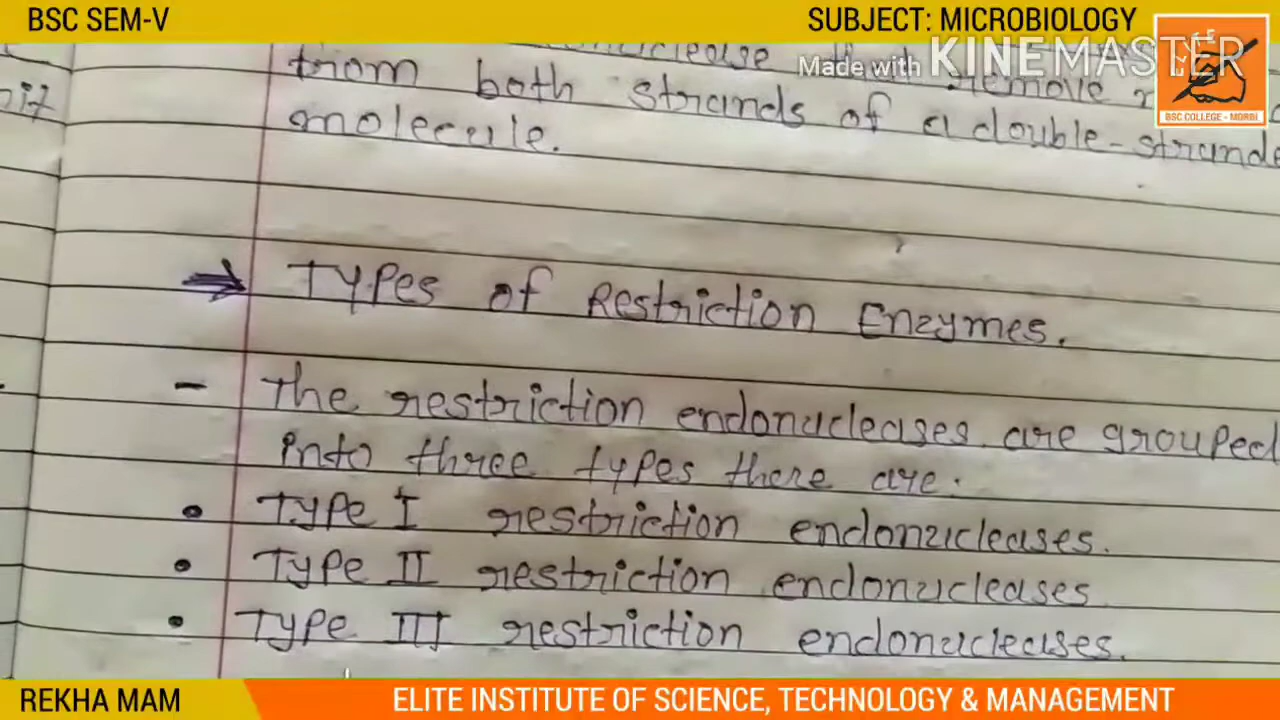 BSC SEM-V
SUBJECT: MICROBIOLOGY
Made with KINEMASTER
BSC COLLEGE - MORBI
remove
from both strands of a double-strande
molecule.
Types of Restriction Enzymes.
- The restriction endonucleases are grouped
into three types there are.
• Type I restriction endonucleases.
• Type II restriction endonucleases
• Type III restriction endonucleases.
REKHA MAM
ELITE INSTITUTE OF SCIENCE, TECHNOLOGY & MANAGEMENT